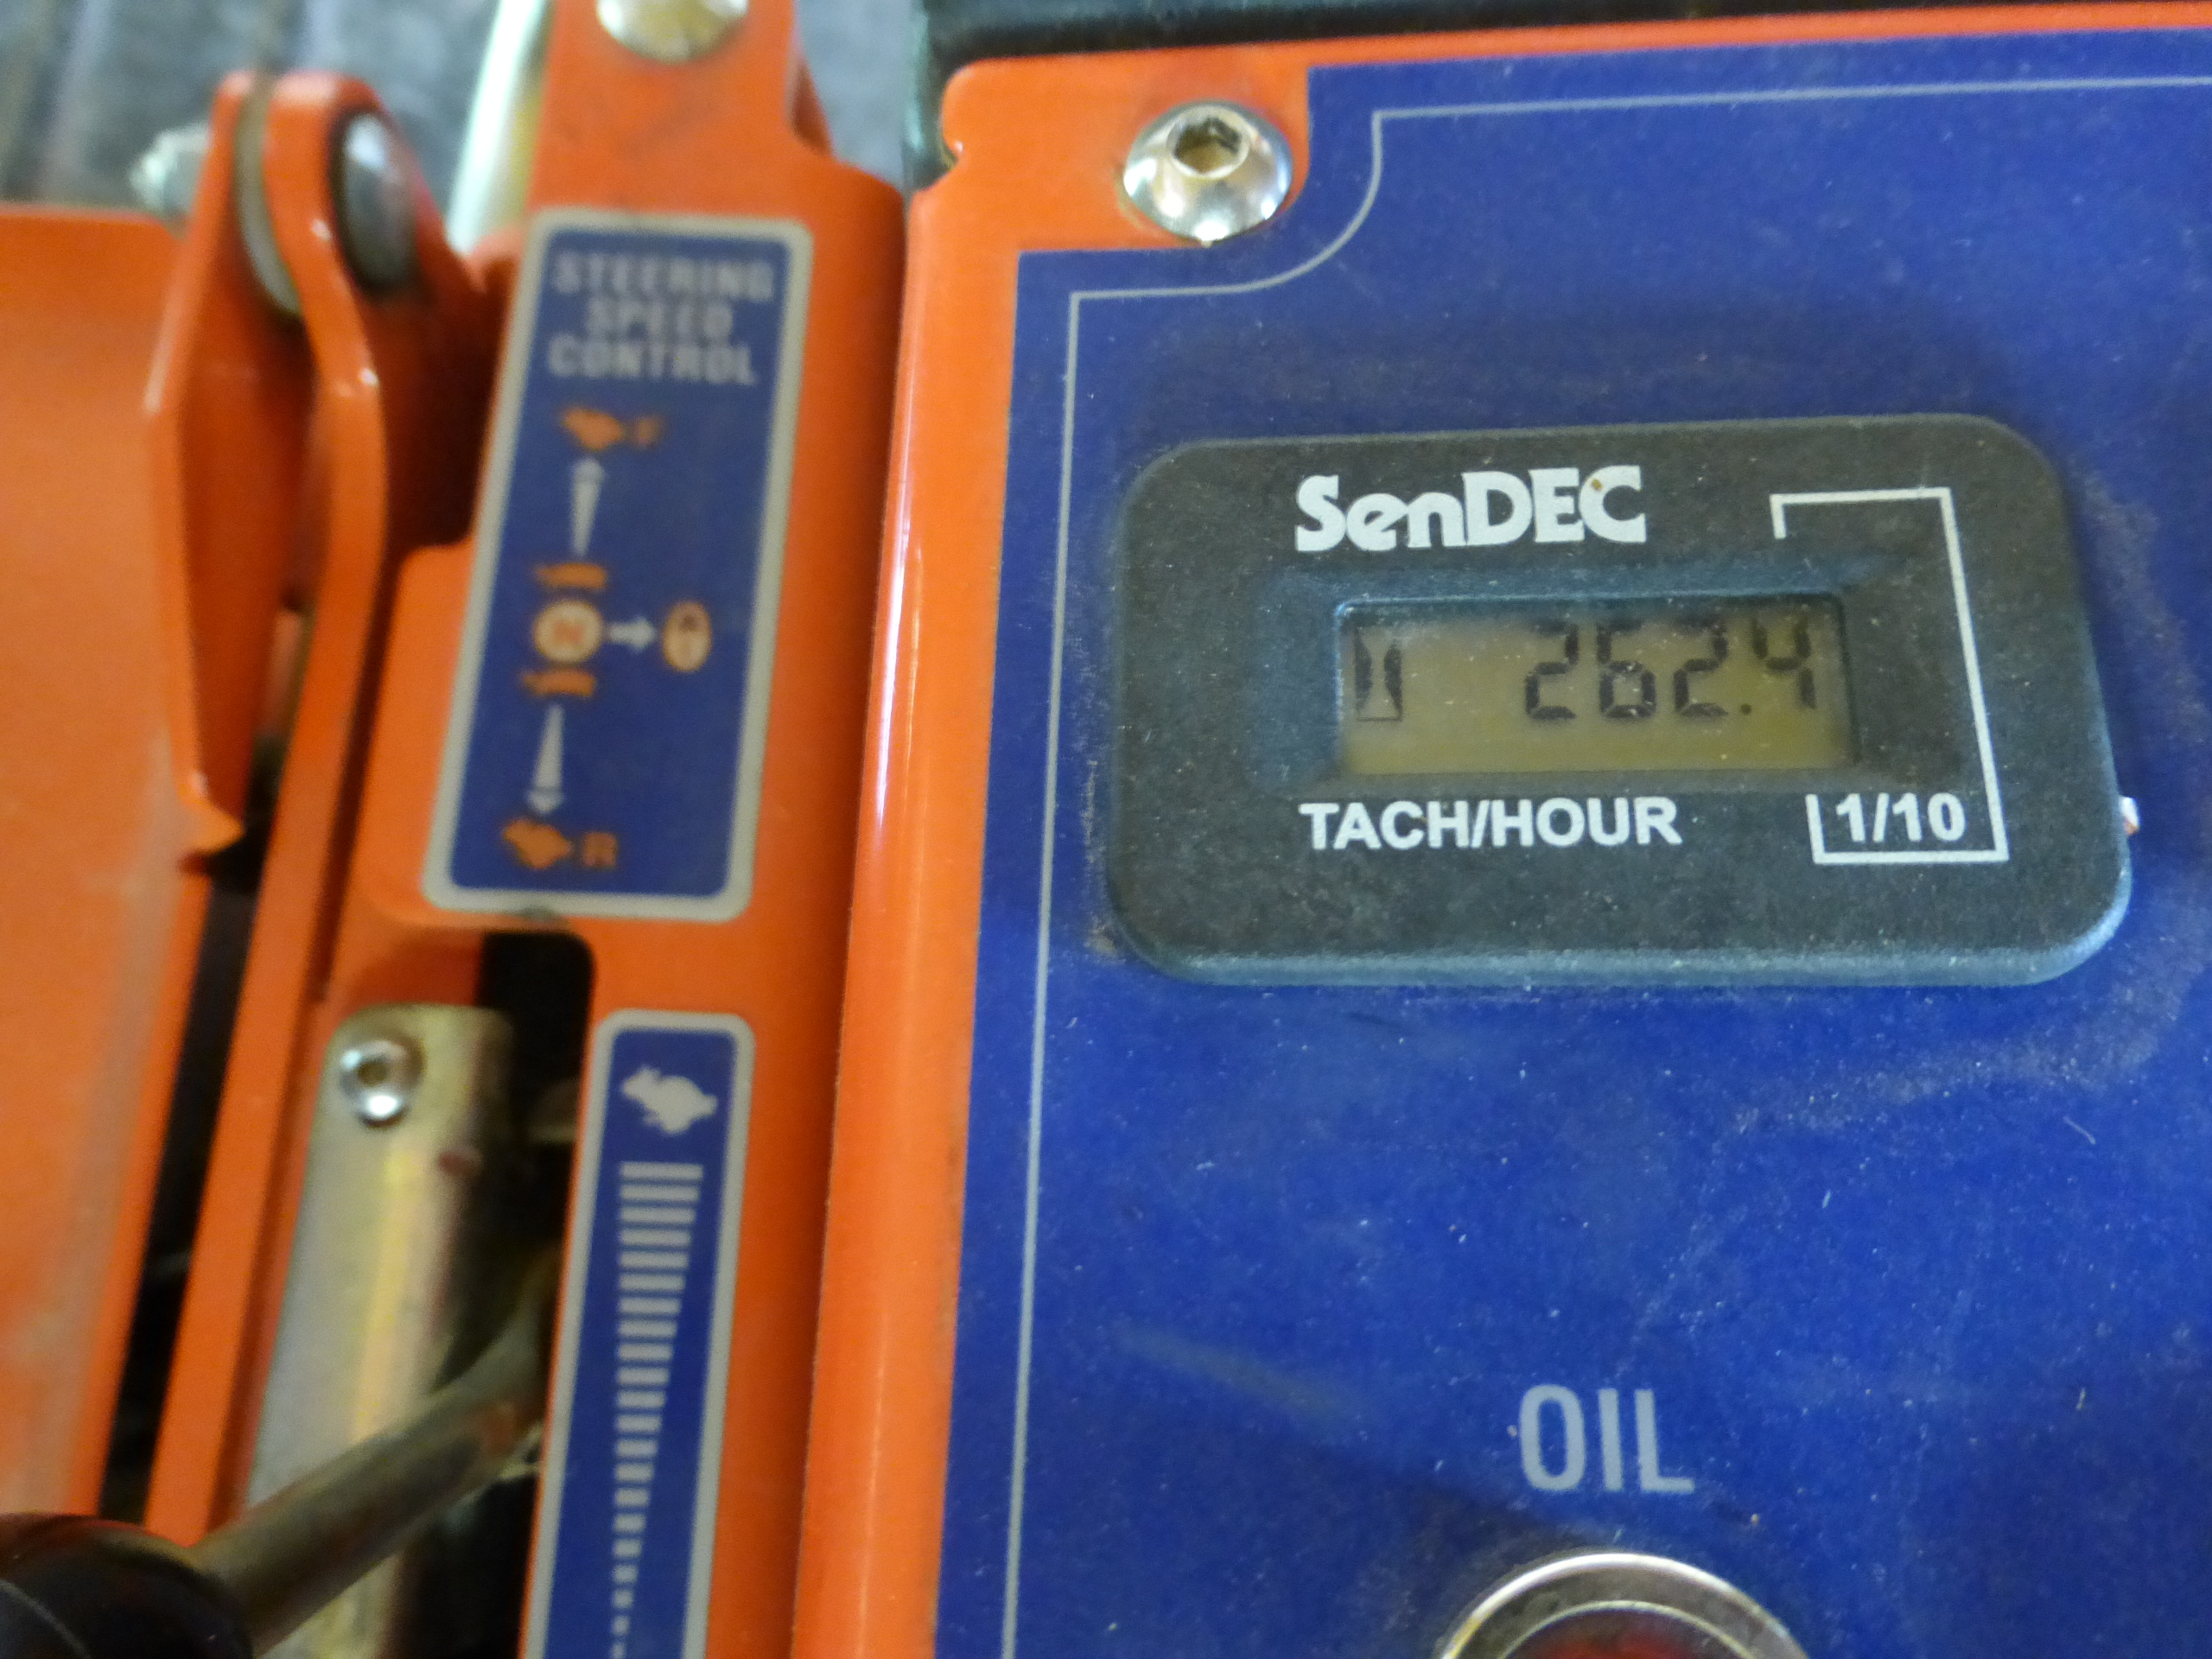 STEERING
SPEED
CONTROL
F
N
R
SenDEC
262.4
TACH/HOUR
1/10
OIL